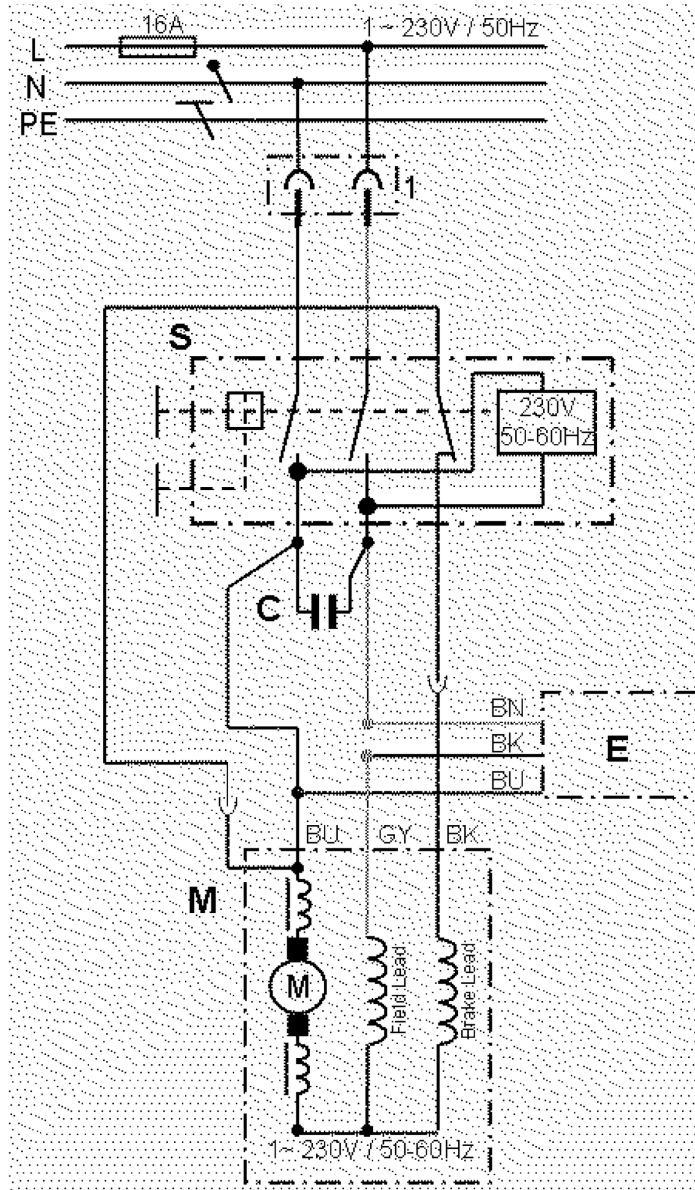 16A
1~ 230V / 50Hz
L
N
PE
1
S
230V
50-60Hz
C
BN
BK
E
BU
BU GY BK
M
M
Field Lead
Brake Lead
1~ 230V / 50-60Hz